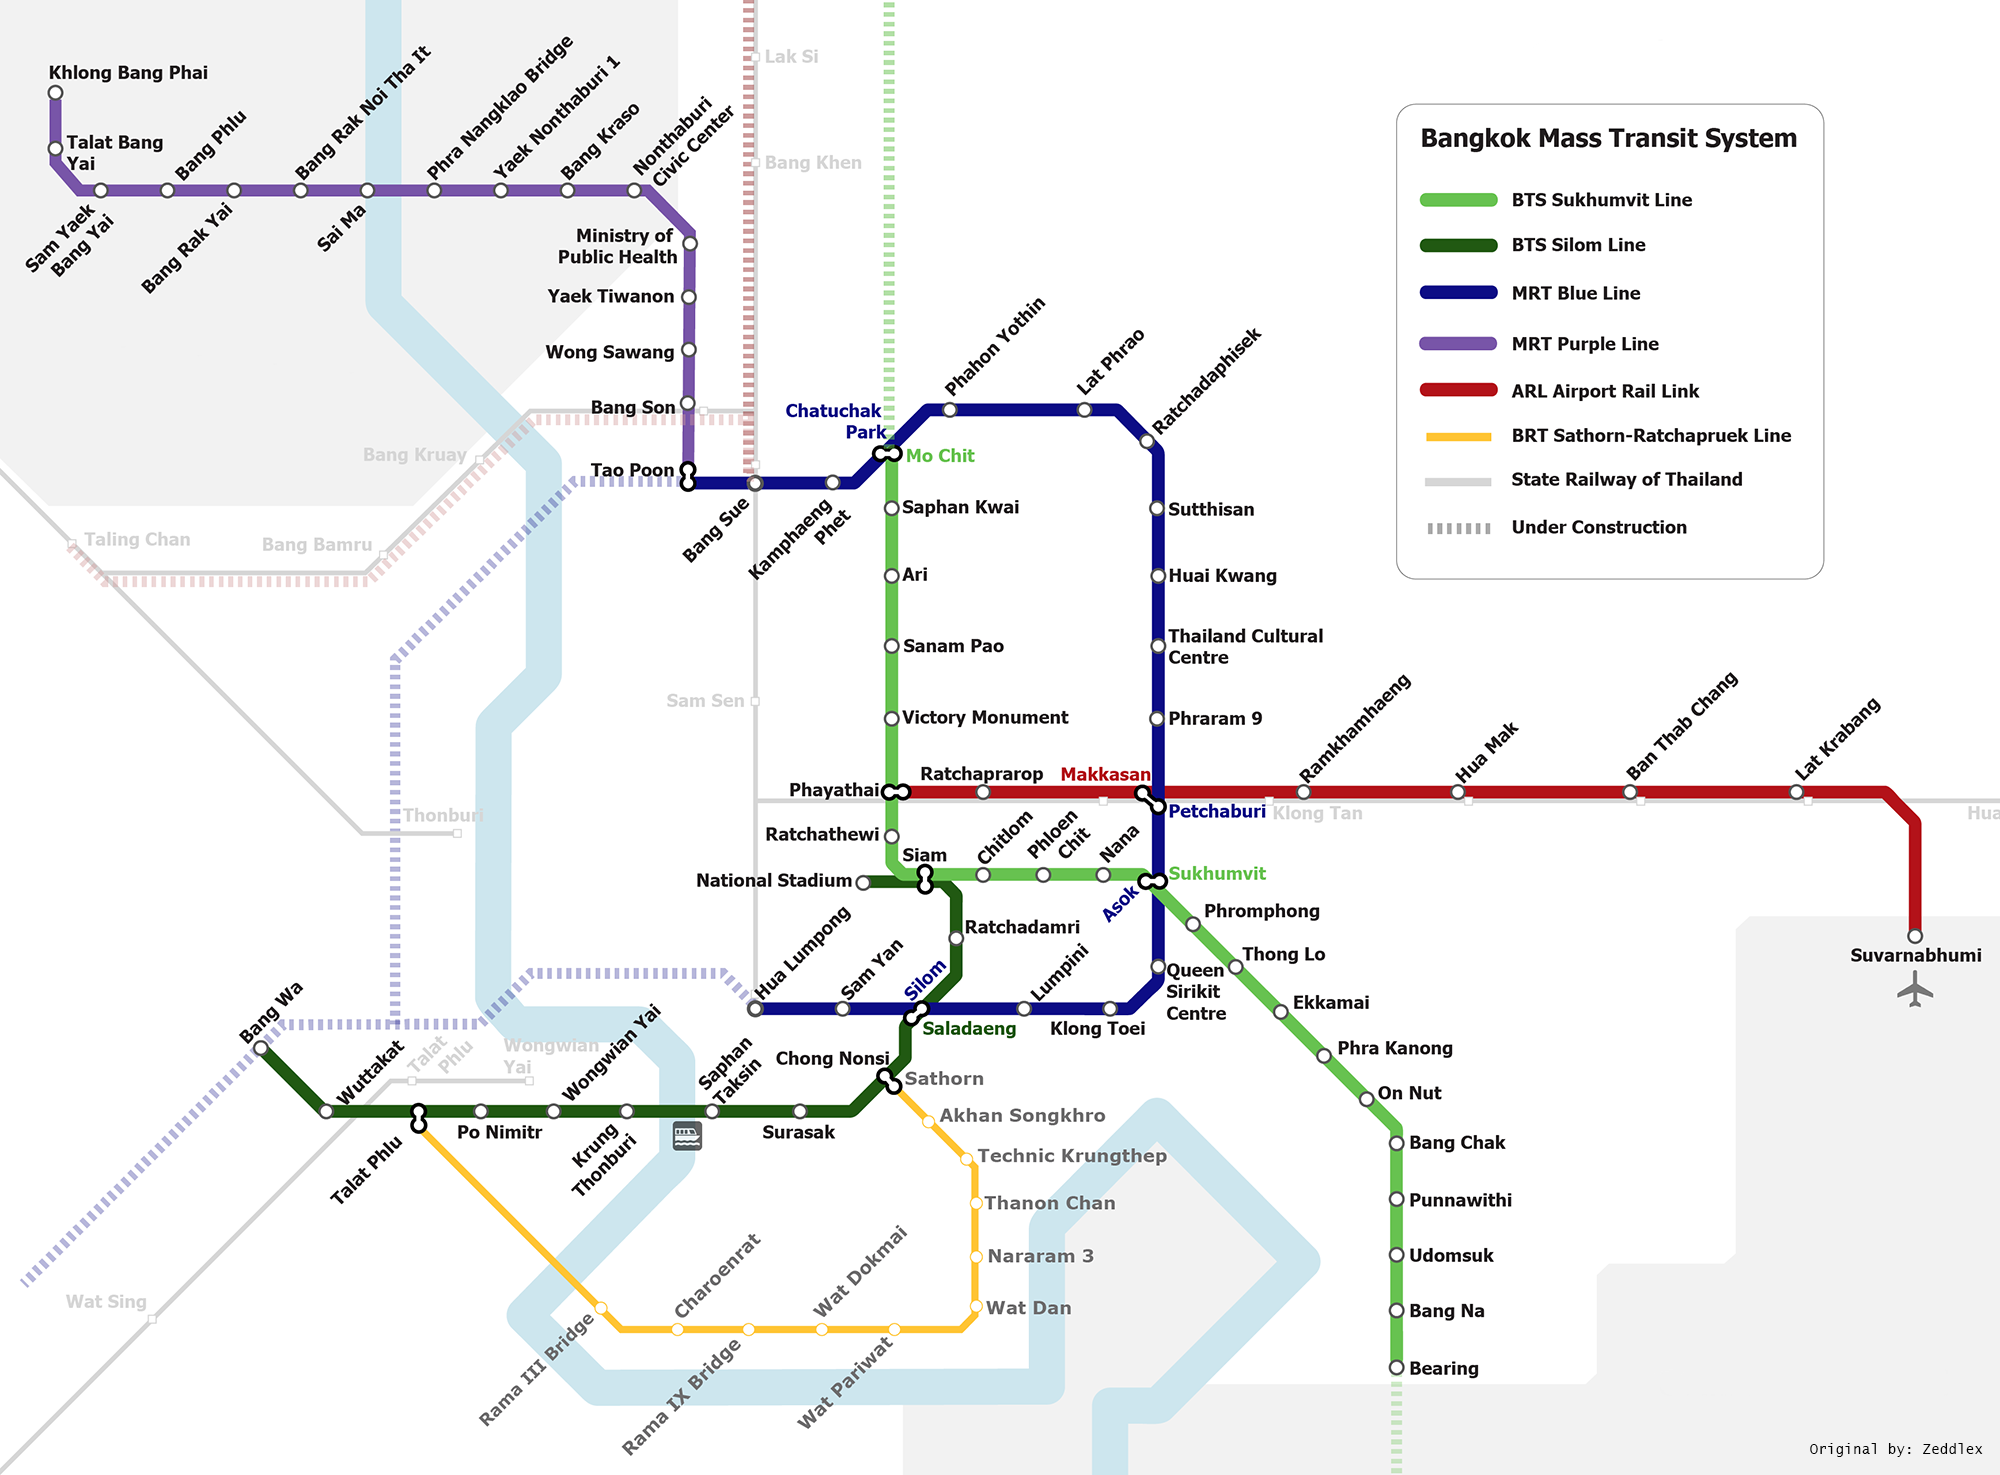 Khlong Bang Phai
Talat Bang
Yai
Sam Yaek
Bang Yai
Bang Phlu
Bang Rak Yai
Bang Rak Noi Tha It
Sai Ma
Phra Nangklao Bridge
Yaek Nonthaburi 1
Bang Kraso
Nonthaburi
Civic Center
Ministry of
Public Health
Yaek Tiwanon
Wong Sawang
Bang Son
Tao Poon
Lak Si
Bang Khen
Bang Kruay
Taling Chan
Bang Bamru
Sam Sen
Thonburi
Bang Sue
Kamphaeng
Phet
Chatuchak
Park
Mo Chit
Phahon Yothin
Lat Phrao
Ratchadaphisek
Saphan Kwai
Ari
Sanam Pao
Victory Monument
Sutthisan
Huai Kwang
Thailand Cultural
Centre
Phraram 9
Phayathai
Ratchaprarop
Makkasan
Petchaburi
Ramkhamhaeng
Hua Mak
Ban Thab Chang
Lat Krabang
Klong Tan
Hua
Suvarnabhumi
Ratchathewi
Siam
Chitlom
Phloen
Chit
Nana
Sukhumvit
Asok
National Stadium
Ratchadamri
Hua Lumpong
Sam Yan
Silom
Saladaeng
Lumpini
Klong Toei
Queen
Sirikit
Centre
Phromphong
Thong Lo
Ekkamai
Phra Kanong
On Nut
Bang Chak
Punnawithi
Udomsuk
Bang Na
Bearing
Bang Wa
Wuttakat
Talat
Phlu
Wongwian
Yai
Talat Phlu
Po Nimitr
Wongwian Yai
Krung
Thonburi
Saphan
Taksin
Surasak
Chong Nonsi
Sathorn
Akhan Songkhro
Technic Krungthep
Thanon Chan
Nararam 3
Wat Dan
Wat Pariwat
Wat Dokmai
Rama IX Bridge
Charoenrat
Rama III Bridge
Wat Sing
Bangkok Mass Transit System
BTS Sukhumvit Line
BTS Silom Line
MRT Blue Line
MRT Purple Line
ARL Airport Rail Link
BRT Sathorn-Ratchapruek Line
State Railway of Thailand
Under Construction
Original by: Zeddlex